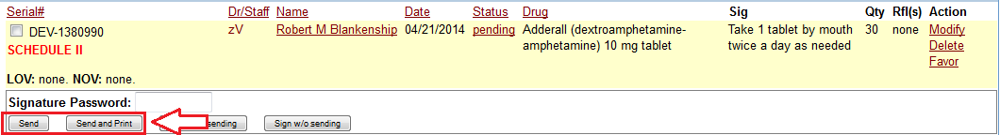 Serial# Dr/Staff Name Date Status Drug Sig Qty Rfl(s) Action
DEV-1380990 zV Robert M Blankenship 04/21/2014 pending Adderall (dextroamphetamine- Take 1 tablet by mouth 30 none Modify
SCHEDULE II amphetamine) 10 mg tablet twice a day as needed Delete
Favor
LOV: none. NOV: none.
Signature Password:
Send Send and Print sending Sign w/o sending